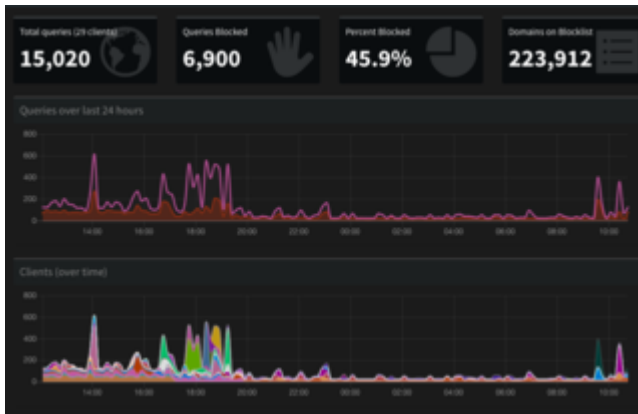 Total queries (29 clients)
15,020
Queries Blocked
6,900
Percent Blocked
45.9%
Domains on Blocklist
223,912
Queries over last 24 hours
800
600
400
200
0
14:00 16:00 18:00 20:00 22:00 00:00 02:00 04:00 06:00 08:00 10:00
Clients (over time)
800
600
400
200
0
14:00 16:00 18:00 20:00 22:00 00:00 02:00 04:00 06:00 08:00 10:00